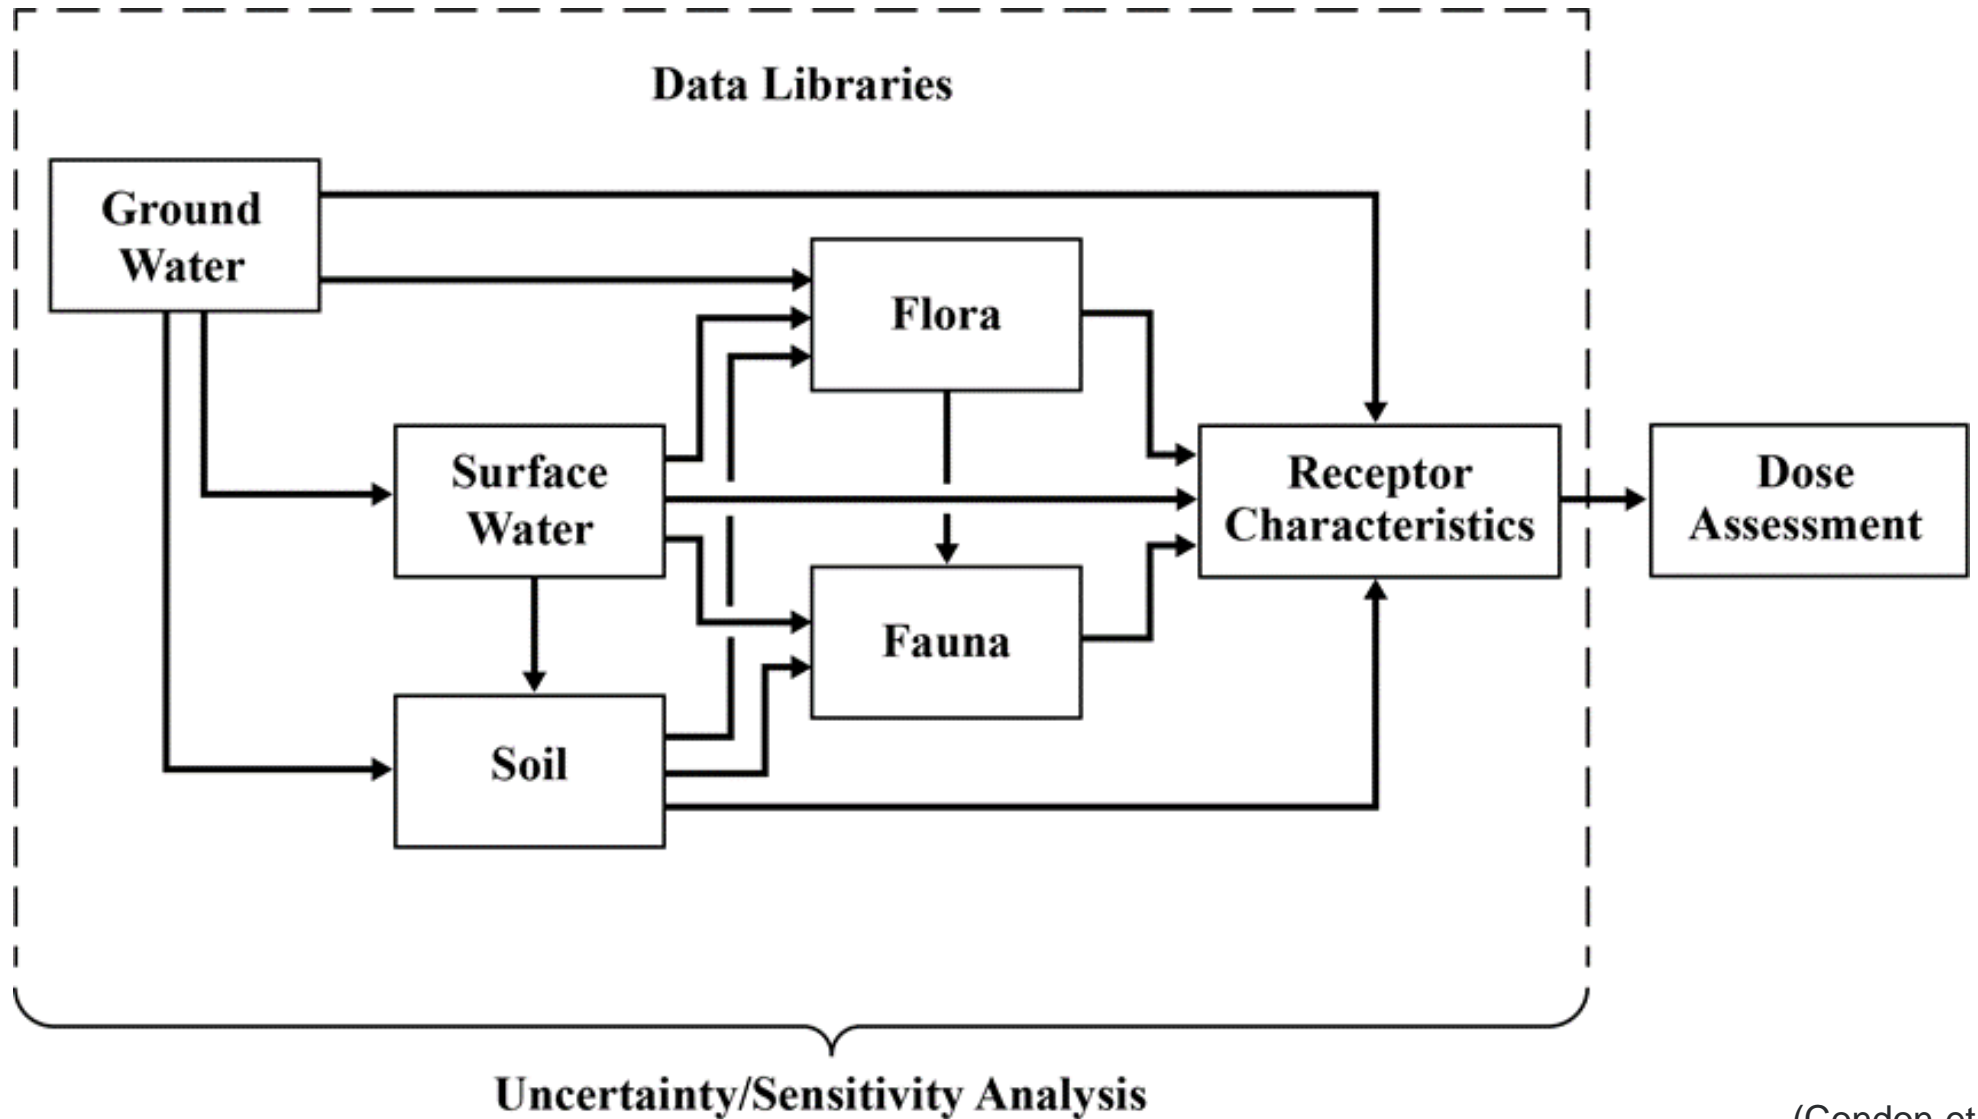 Data Libraries
Ground
Water
Flora
Surface
Water
Receptor
Characteristics
Dose
Assessment
Fauna
Soil
Uncertainty/Sensitivity Analysis